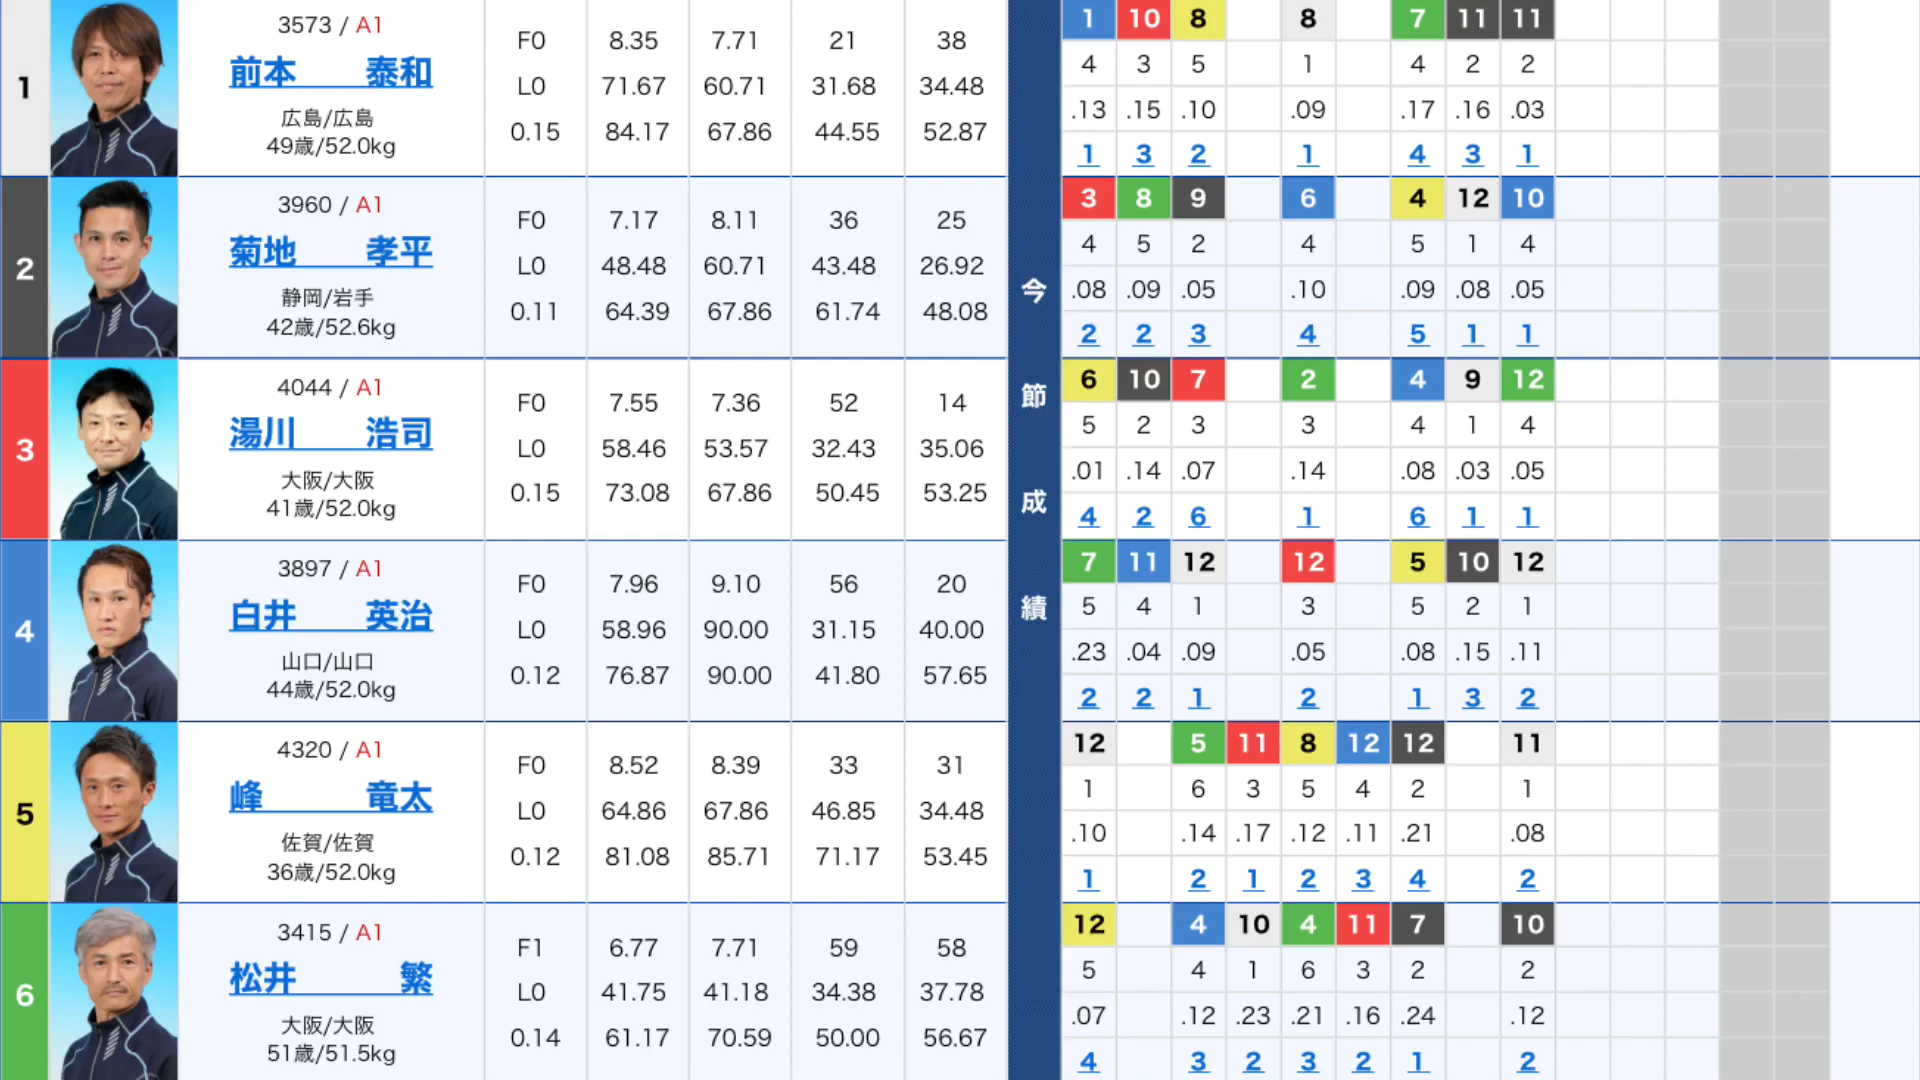 1
3573 / A1
前本 泰和
広島/広島
49歳/52.0kg
F0 8.35 7.71 21 38
L0 71.67 60.71 31.68 34.48
0.15 84.17 67.86 44.55 52.87
1 10 8 8 7 11 11
4 3 5 1 4 2 2
.13 .15 .10 .09 .17 .16 .03
1 3 2 1 4 3 1
2
3960 / A1
菊地 孝平
静岡/岩手
42歳/52.6kg
F0 7.17 8.11 36 25
L0 48.48 60.71 43.48 26.92
0.11 64.39 67.86 61.74 48.08
3 8 9 6 4 12 10
4 5 2 4 5 1 4
.08 .09 .05 .10 .09 .08 .05
2 2 3 4 5 1 1
今節成績
3
4044 / A1
湯川 浩司
大阪/大阪
41歳/52.0kg
F0 7.55 7.36 52 14
L0 58.46 53.57 32.43 35.06
0.15 73.08 67.86 50.45 53.25
6 10 7 2 4 9 12
5 2 3 3 4 1 4
.01 .14 .07 .14 .08 .03 .05
4 2 6 1 6 1 1
4
3897 / A1
白井 英治
山口/山口
44歳/52.0kg
F0 7.96 9.10 56 20
L0 58.96 90.00 31.15 40.00
0.12 76.87 90.00 41.80 57.65
7 11 12 12 5 10 12
5 4 1 3 5 2 1
.23 .04 .09 .05 .08 .15 .11
2 2 1 2 1 3 2
5
4320 / A1
峰 竜太
佐賀/佐賀
36歳/52.0kg
F0 8.52 8.39 33 31
L0 64.86 67.86 46.85 34.48
0.12 81.08 85.71 71.17 53.45
12 5 11 8 12 12 11
1 6 3 5 4 2 1
.10 .14 .17 .12 .11 .21 .08
1 2 1 2 3 4 2
6
3415 / A1
松井 繁
大阪/大阪
51歳/51.5kg
F1 6.77 7.71 59 58
L0 41.75 41.18 34.38 37.78
0.14 61.17 70.59 50.00 56.67
12 4 10 4 11 7 10
5 4 1 6 3 2 2
.07 .12 .23 .21 .16 .24 .12
4 3 2 3 2 1 2